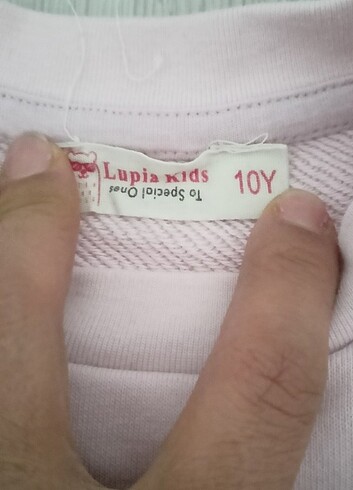 Lupia Kids
To Special Ones
10Y